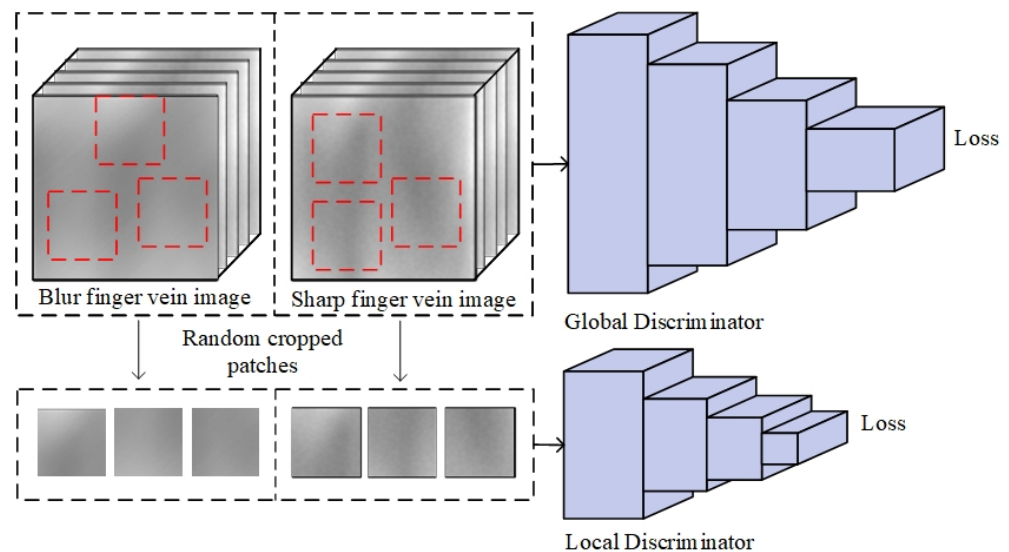 Blur finger vein image
Sharp finger vein image
Loss
Global Discriminator
Random cropped
patches
Loss
Local Discriminator